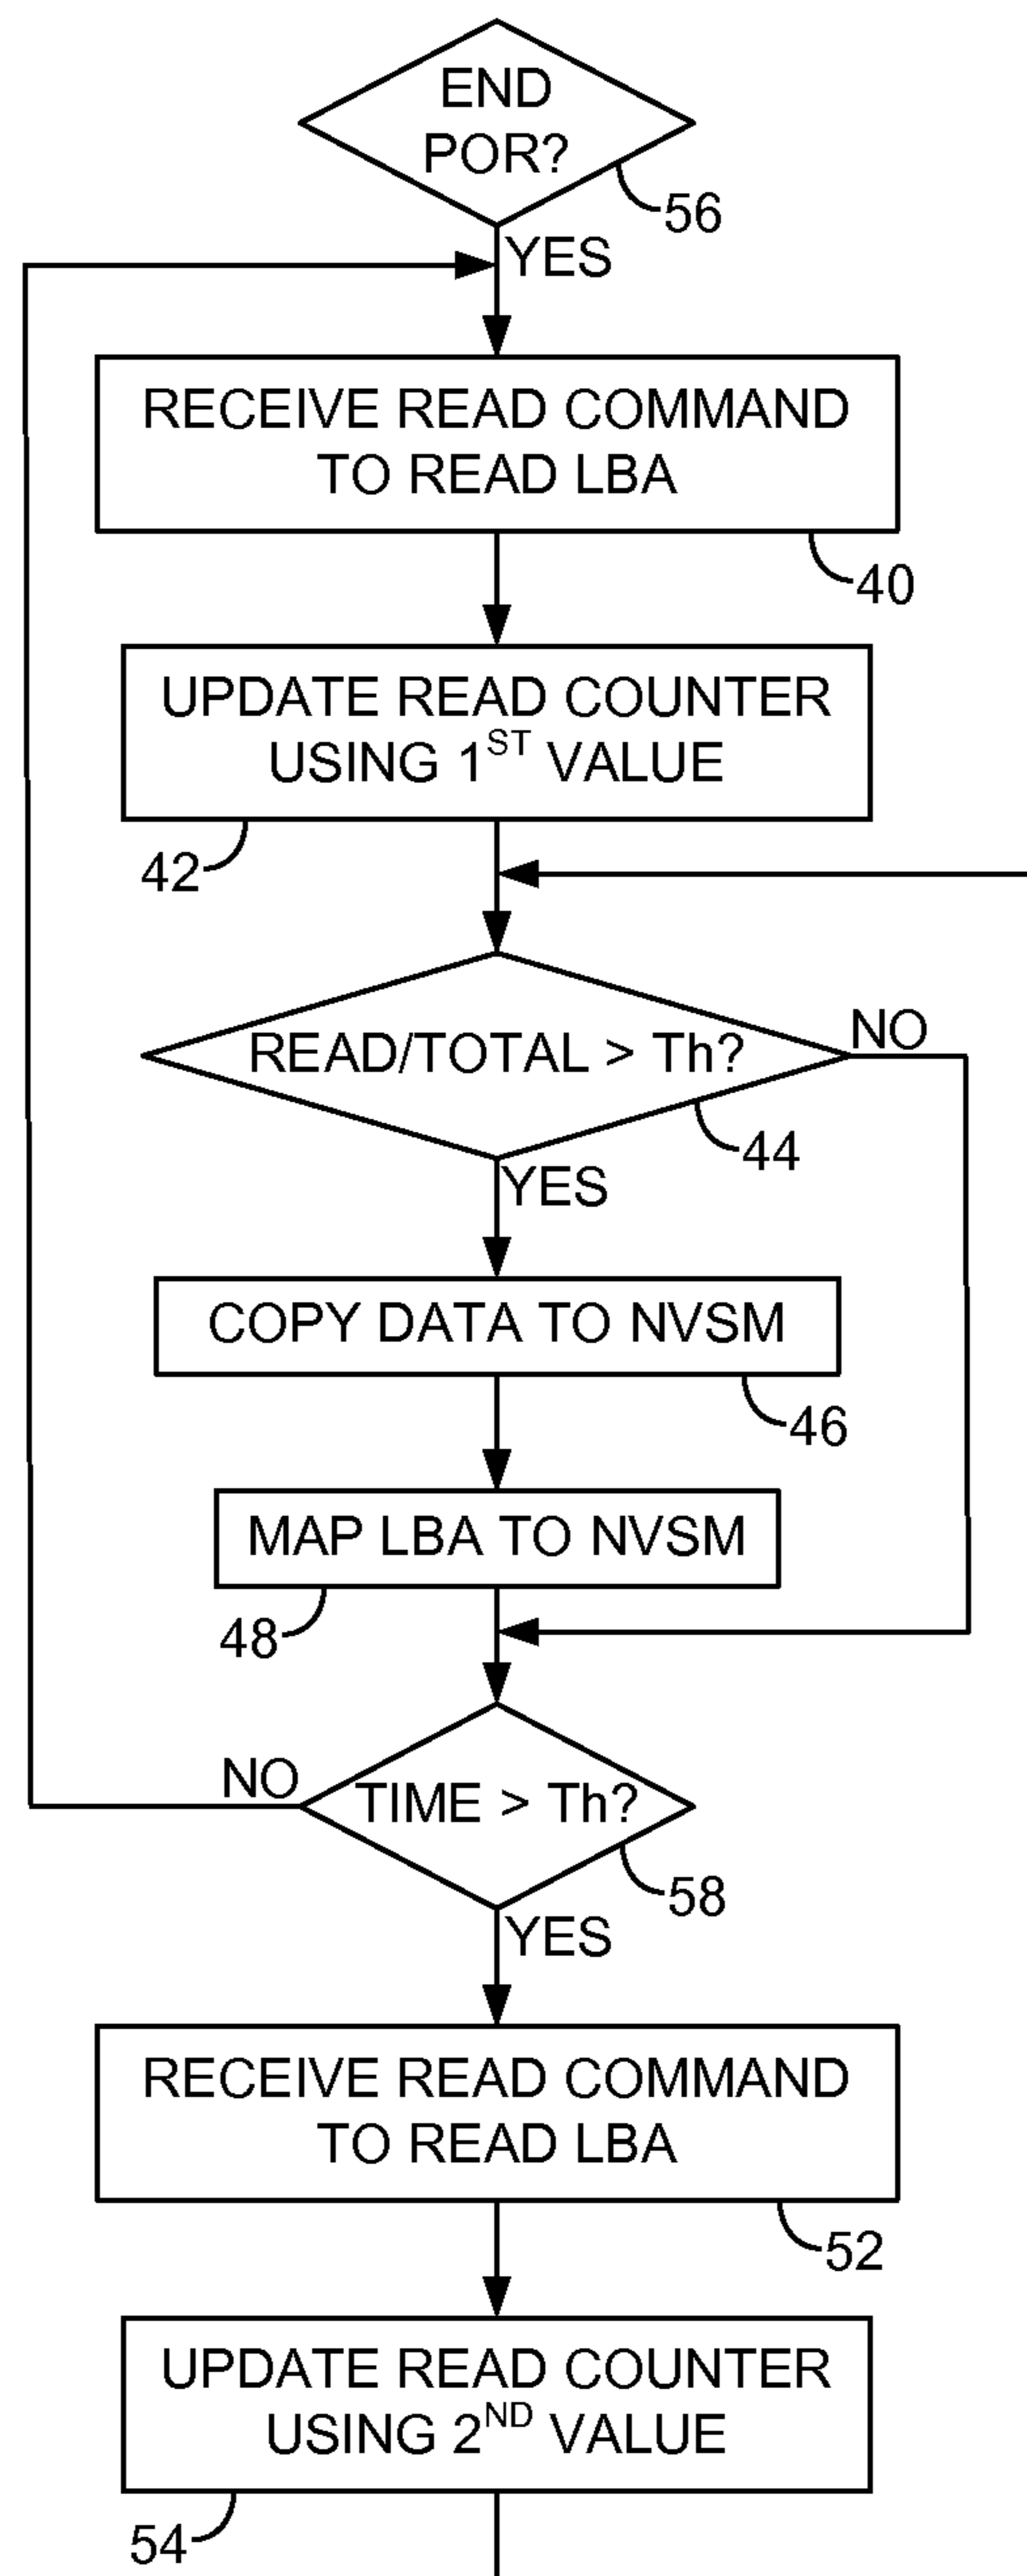 END
POR?
56
YES
RECEIVE READ COMMAND
TO READ LBA
40
UPDATE READ COUNTER
USING 1ST VALUE
42
READ/TOTAL > Th?
NO
44
YES
COPY DATA TO NVSM
46
MAP LBA TO NVSM
48
NO
TIME > Th?
58
YES
RECEIVE READ COMMAND
TO READ LBA
52
UPDATE READ COUNTER
USING 2ND VALUE
54